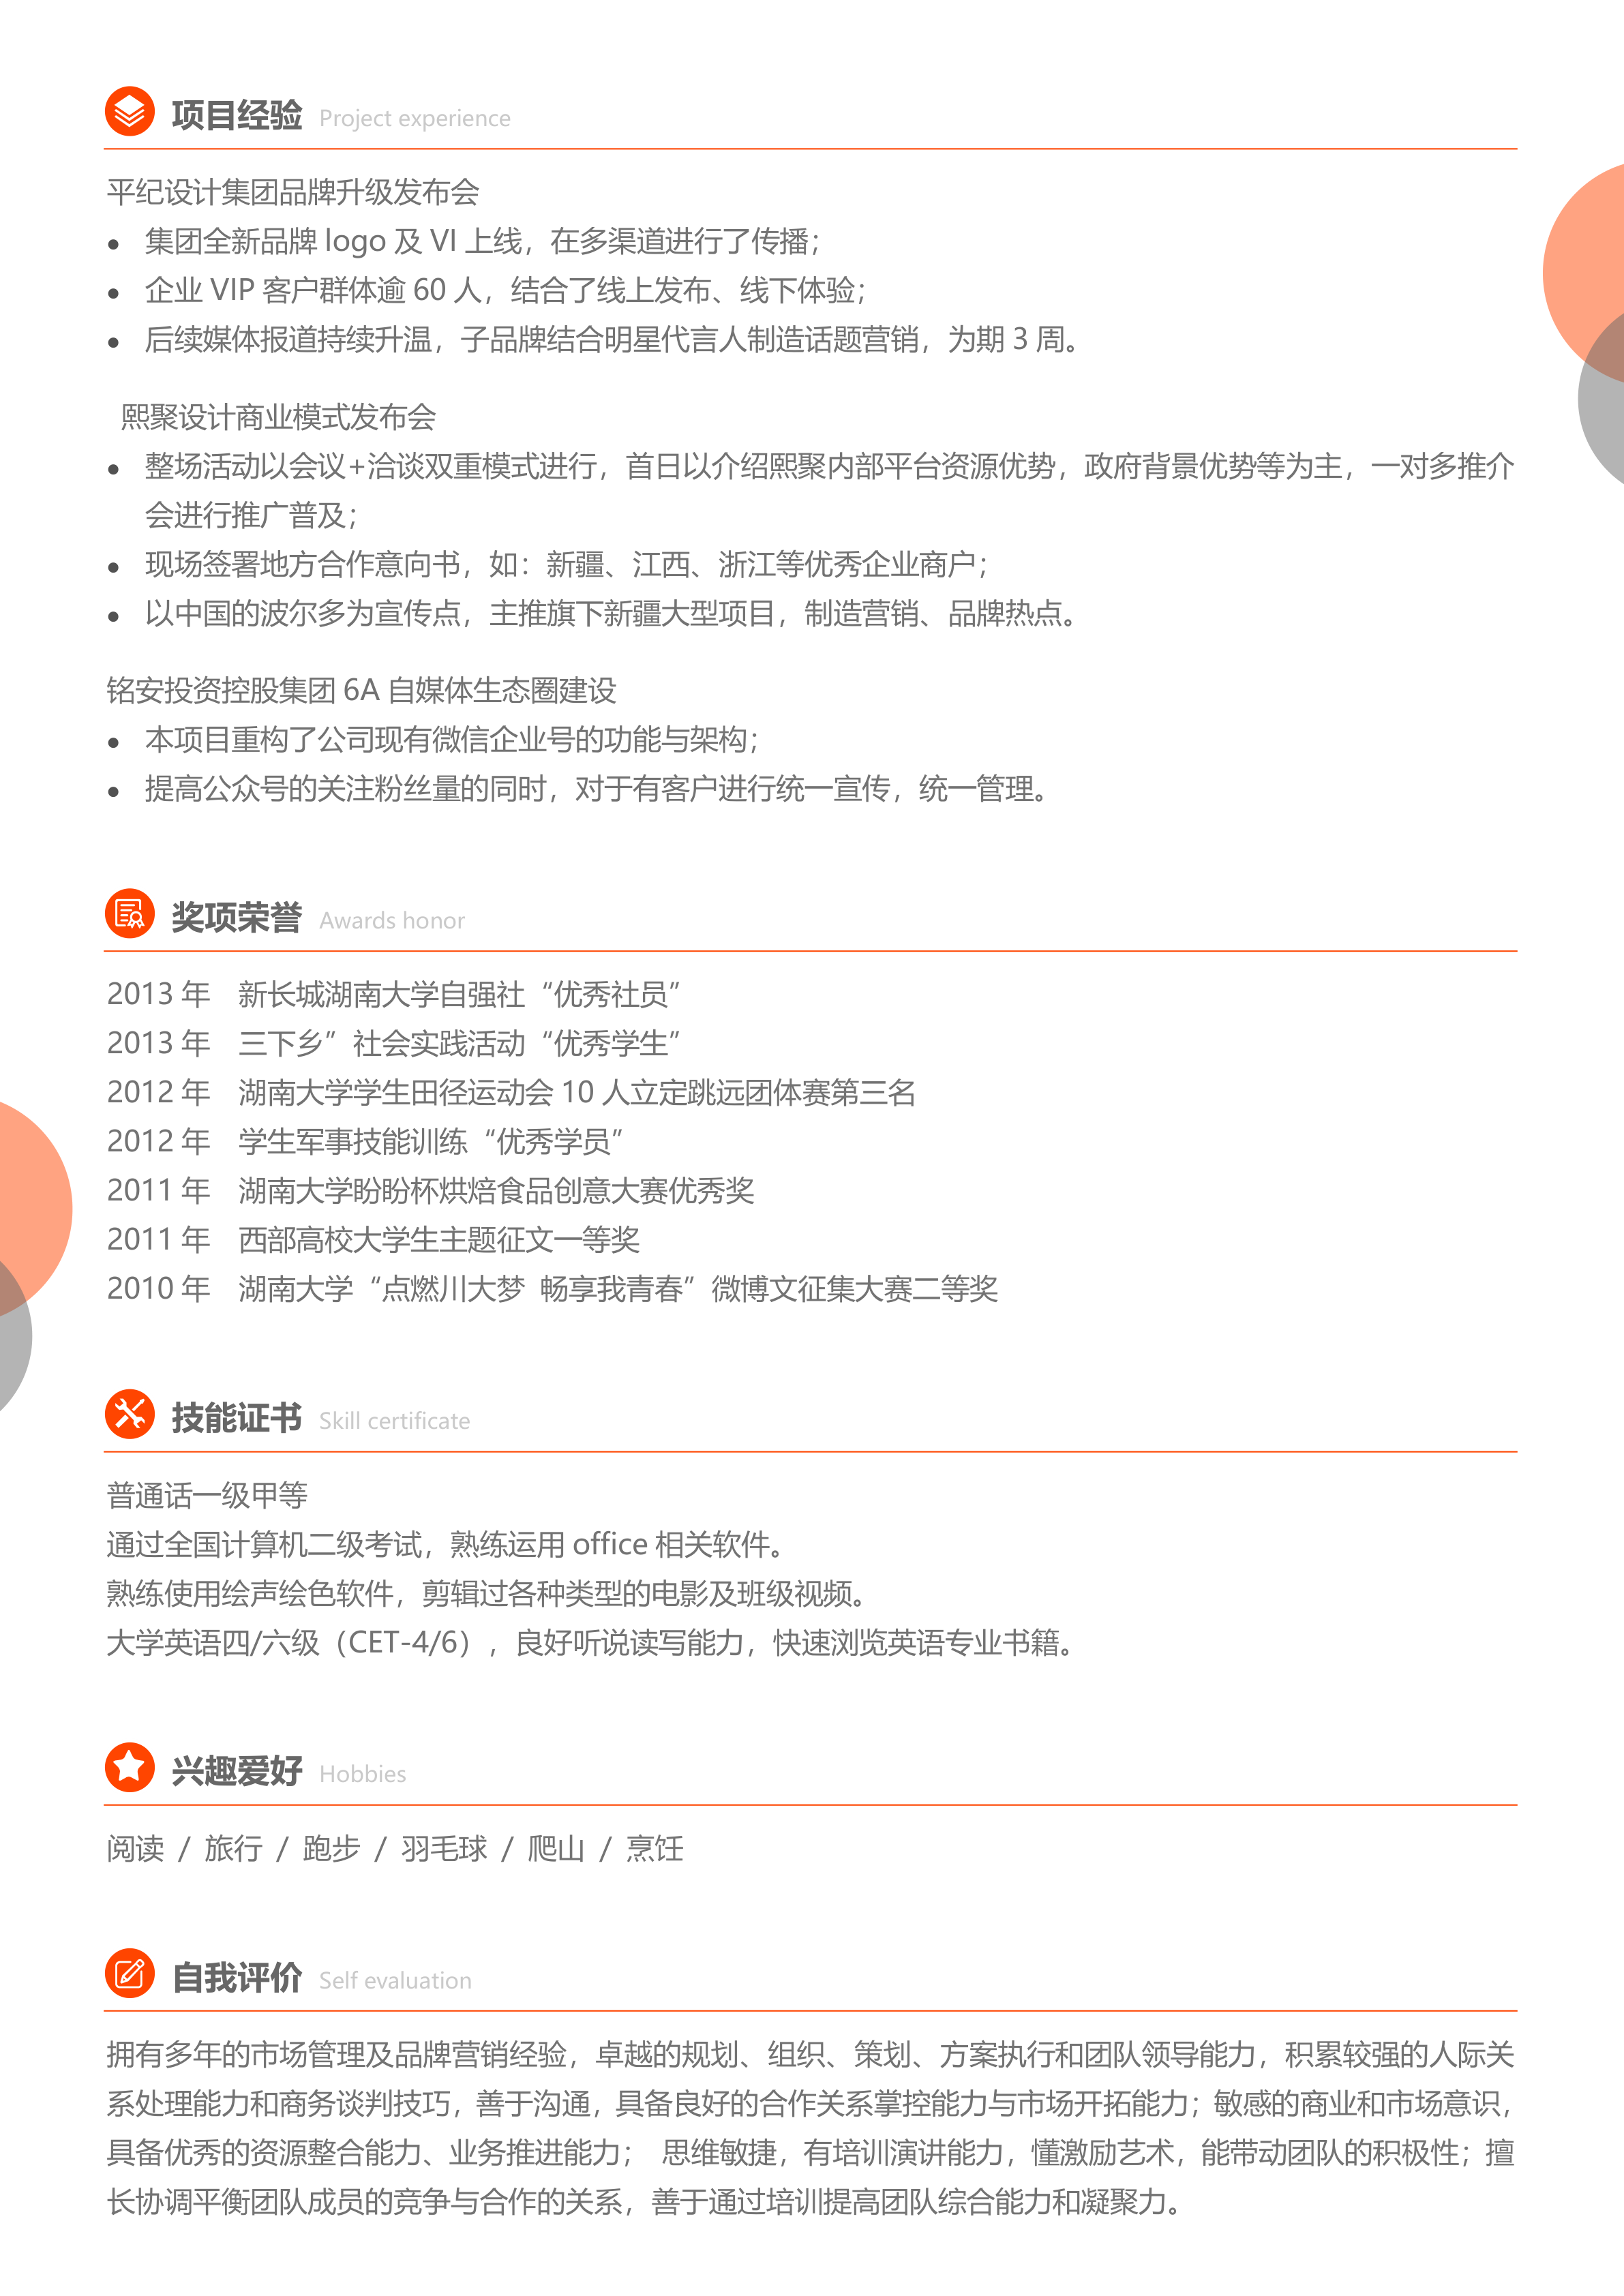 项目经验 Project experience
平纪设计集团品牌升级发布会
● 集团全新品牌 logo 及 VI 上线，在多渠道进行了传播；
● 企业 VIP 客户群体逾 60 人，结合了线上发布、线下体验；
● 后续媒体报道持续升温，子品牌结合明星代言人制造话题营销，为期 3 周。
熙聚设计商业模式发布会
● 整场活动以会议+洽谈双重模式进行，首日以介绍熙聚内部平台资源优势，政府背景优势等为主，一对多推介
会进行推广普及；
● 现场签署地方合作意向书，如：新疆、江西、浙江等优秀企业商户；
● 以中国的波尔多为宣传点，主推旗下新疆大型项目，制造营销、品牌热点。
铭安投资控股集团 6A 自媒体生态圈建设
● 本项目重构了公司现有微信企业号的功能与架构；
● 提高公众号的关注粉丝量的同时，对于有客户进行统一宣传，统一管理。
奖项荣誉 Awards honor
2013 年 新长城湖南大学自强社“优秀社员”
2013 年 三下乡”社会实践活动“优秀学生”
2012 年 湖南大学学生田径运动会 10 人立定跳远团体赛第三名
2012 年 学生军事技能训练“优秀学员”
2011 年 湖南大学盼盼杯烘焙食品创意大赛优秀奖
2011 年 西部高校大学生主题征文一等奖
2010 年 湖南大学“点燃川大梦 畅享我青春”微博文征集大赛二等奖
技能证书 Skill certificate
普通话一级甲等
通过全国计算机二级考试，熟练运用 office 相关软件。
熟练使用绘声绘色软件，剪辑过各种类型的电影及班级视频。
大学英语四/六级（CET-4/6），良好听说读写能力，快速浏览英语专业书籍。
兴趣爱好 Hobbies
阅读 / 旅行 / 跑步 / 羽毛球 / 爬山 / 烹饪
自我评价 Self evaluation
拥有多年的市场管理及品牌营销经验，卓越的规划、组织、策划、方案执行和团队领导能力，积累较强的人际关
系处理能力和商务谈判技巧，善于沟通，具备良好的合作关系掌控能力与市场开拓能力；敏感的商业和市场意识，
具备优秀的资源整合能力、业务推进能力； 思维敏捷，有培训演讲能力，懂激励艺术，能带动团队的积极性；擅
长协调平衡团队成员的竞争与合作的关系，善于通过培训提高团队综合能力和凝聚力。